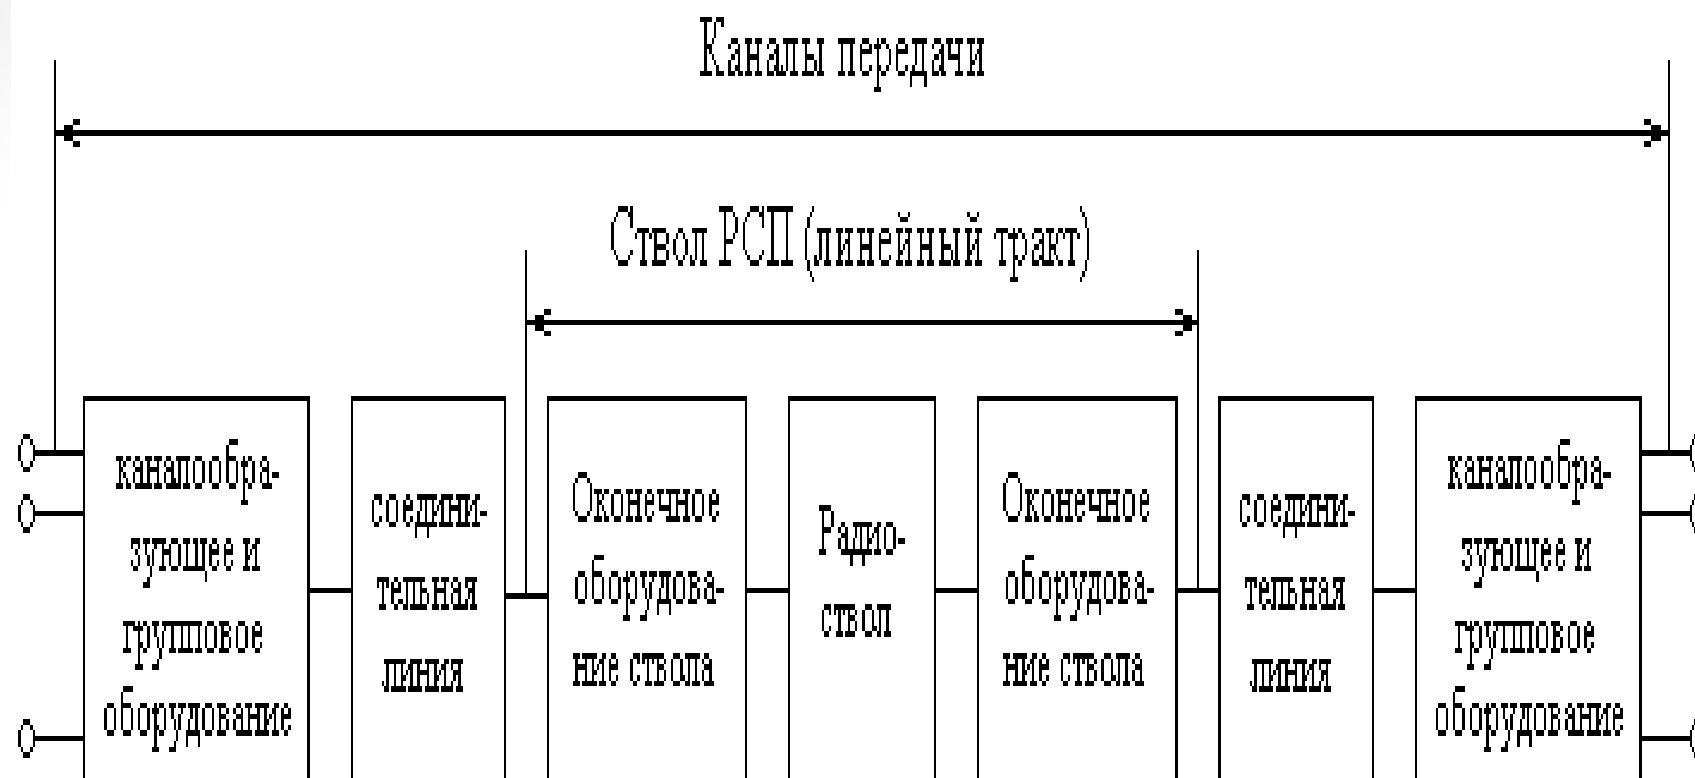 Каналы передачи
Ствол РСП (линейный тракт)
каналообра-
зующее и
групповое
оборудование
соедини-
тельная
линия
Оконечное
оборудова-
ние ствола
Радио-
ствол
Оконечное
оборудова-
ние ствола
соедини-
тельная
линия
каналообра-
зующее и
групповое
оборудование